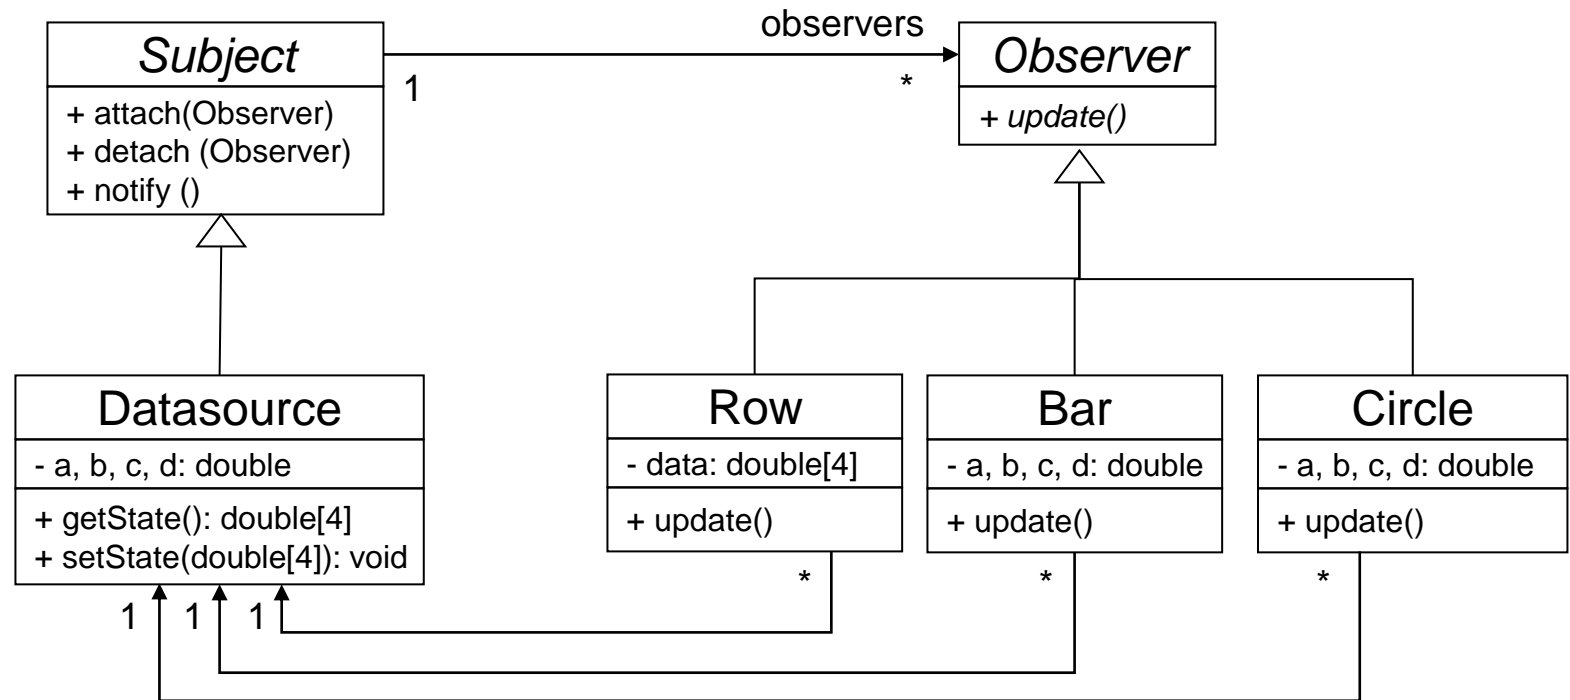 observers
Subject
1
*
Observer
+ attach(Observer)
+ detach (Observer)
+ notify ()
+ update()
Datasource
- a, b, c, d: double
+ getState(): double[4]
+ setState(double[4]): void
Row
- data: double[4]
+ update()
Bar
- a, b, c, d: double
+ update()
Circle
- a, b, c, d: double
+ update()
*
*
*
1
1
1